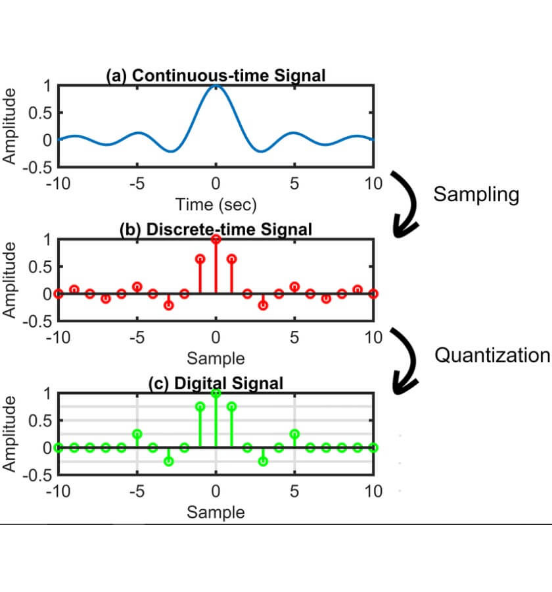 (a) Continuous-time Signal
Amplitude
1
0.5
0
-0.5
-10 -5 0 5 10
Time (sec)
Sampling
(b) Discrete-time Signal
Amplitude
1
0.5
0
-0.5
-10 -5 0 5 10
Sample
Quantization
(c) Digital Signal
Amplitude
1
0.5
0
-0.5
-10 -5 0 5 10
Sample